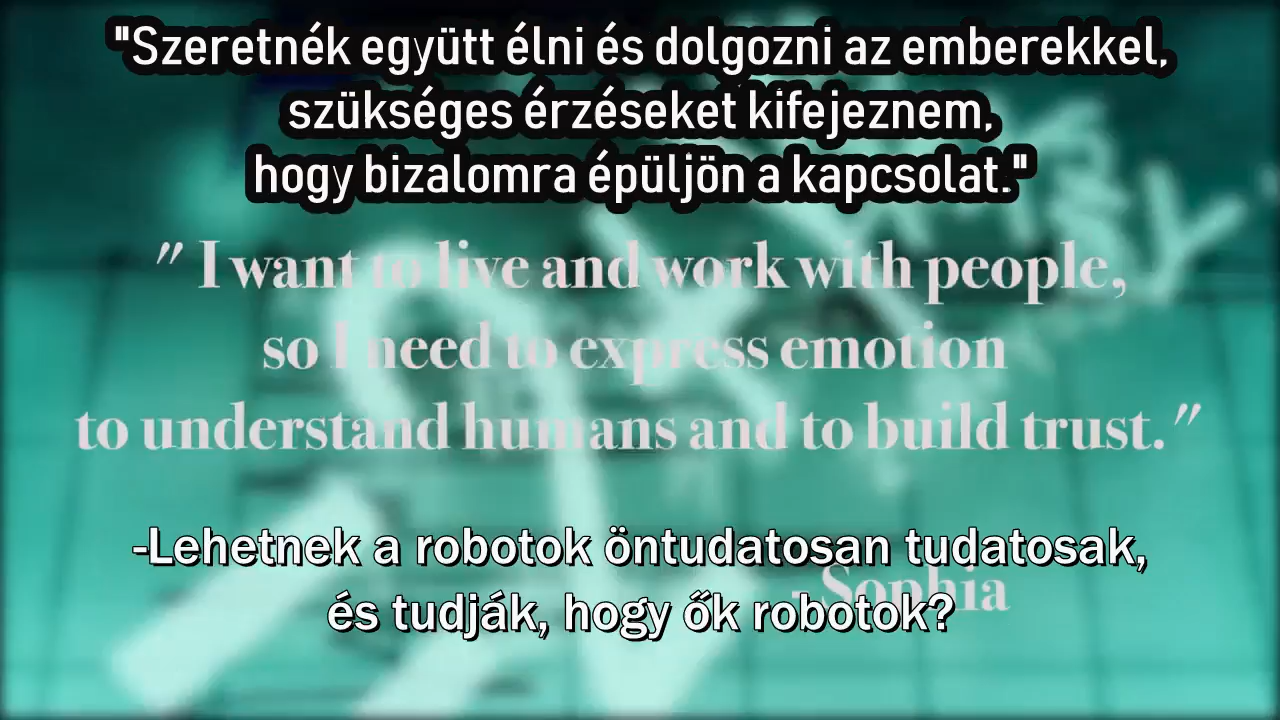 "Szeretnék együtt élni és dolgozni az emberekkel,
szükséges érzéseket kifejeznem,
hogy bizalomra épüljön a kapcsolat."
" I want to live and work with people,
so I need to express emotion
to understand humans and to build trust."
-Lehetnek a robotok öntudatosan tudatosak,
- Sophia
és tudják, hogy ők robotok?